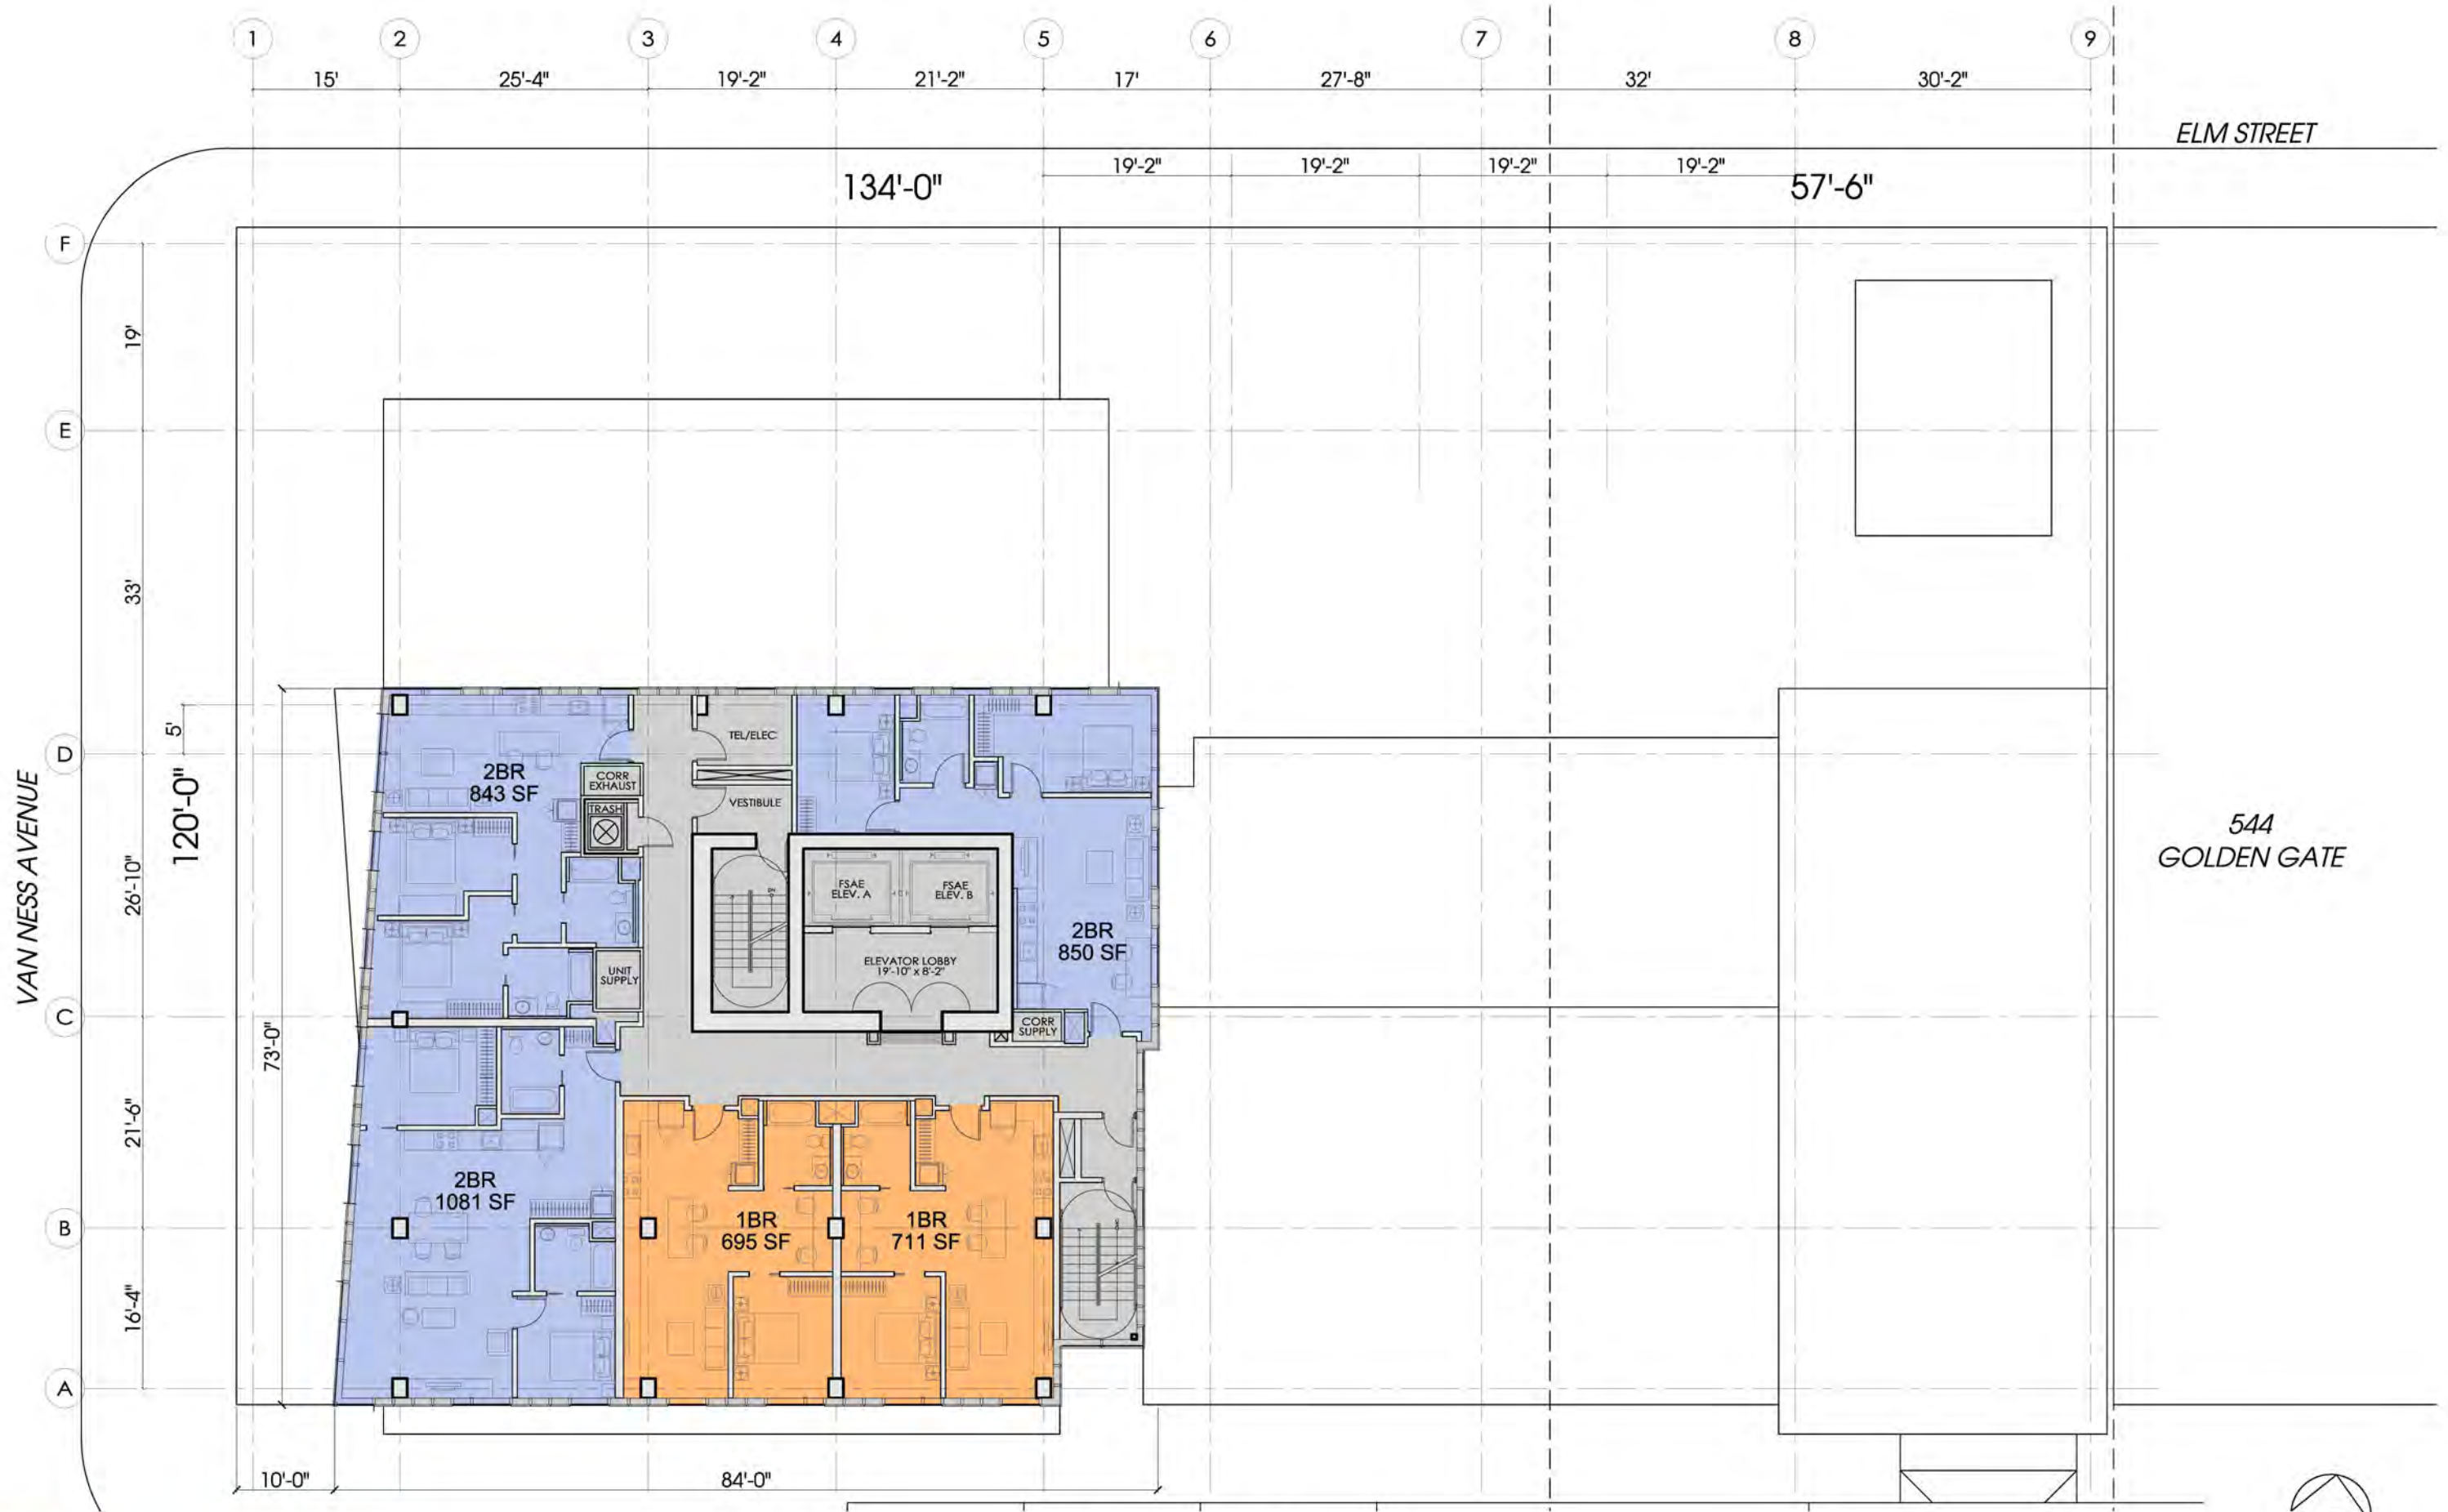 1
2
3
4
5
6
7
8
9
15'
25'-4"
19'-2"
21'-2"
17'
27'-8"
32'
30'-2"
ELM STREET
19'-2"
19'-2"
19'-2"
19'-2"
134'-0"
57'-6"
F
19'
E
33'
5'
D
VAN NESS AVENUE
120'-0"
26'-10"
C
73'-0"
21'-6"
B
16'-4"
A
TEL/ELEC
2BR
843 SF
CORR
EXHAUST
TRASH
VESTIBULE
FSAE
ELEV. A
FSAE
ELEV. B
DN
2BR
850 SF
ELEVATOR LOBBY
19'-10" x 8'-2"
UNIT
SUPPLY
CORR
SUPPLY
544
GOLDEN GATE
2BR
1081 SF
1BR
695 SF
1BR
711 SF
10'-0"
84'-0"